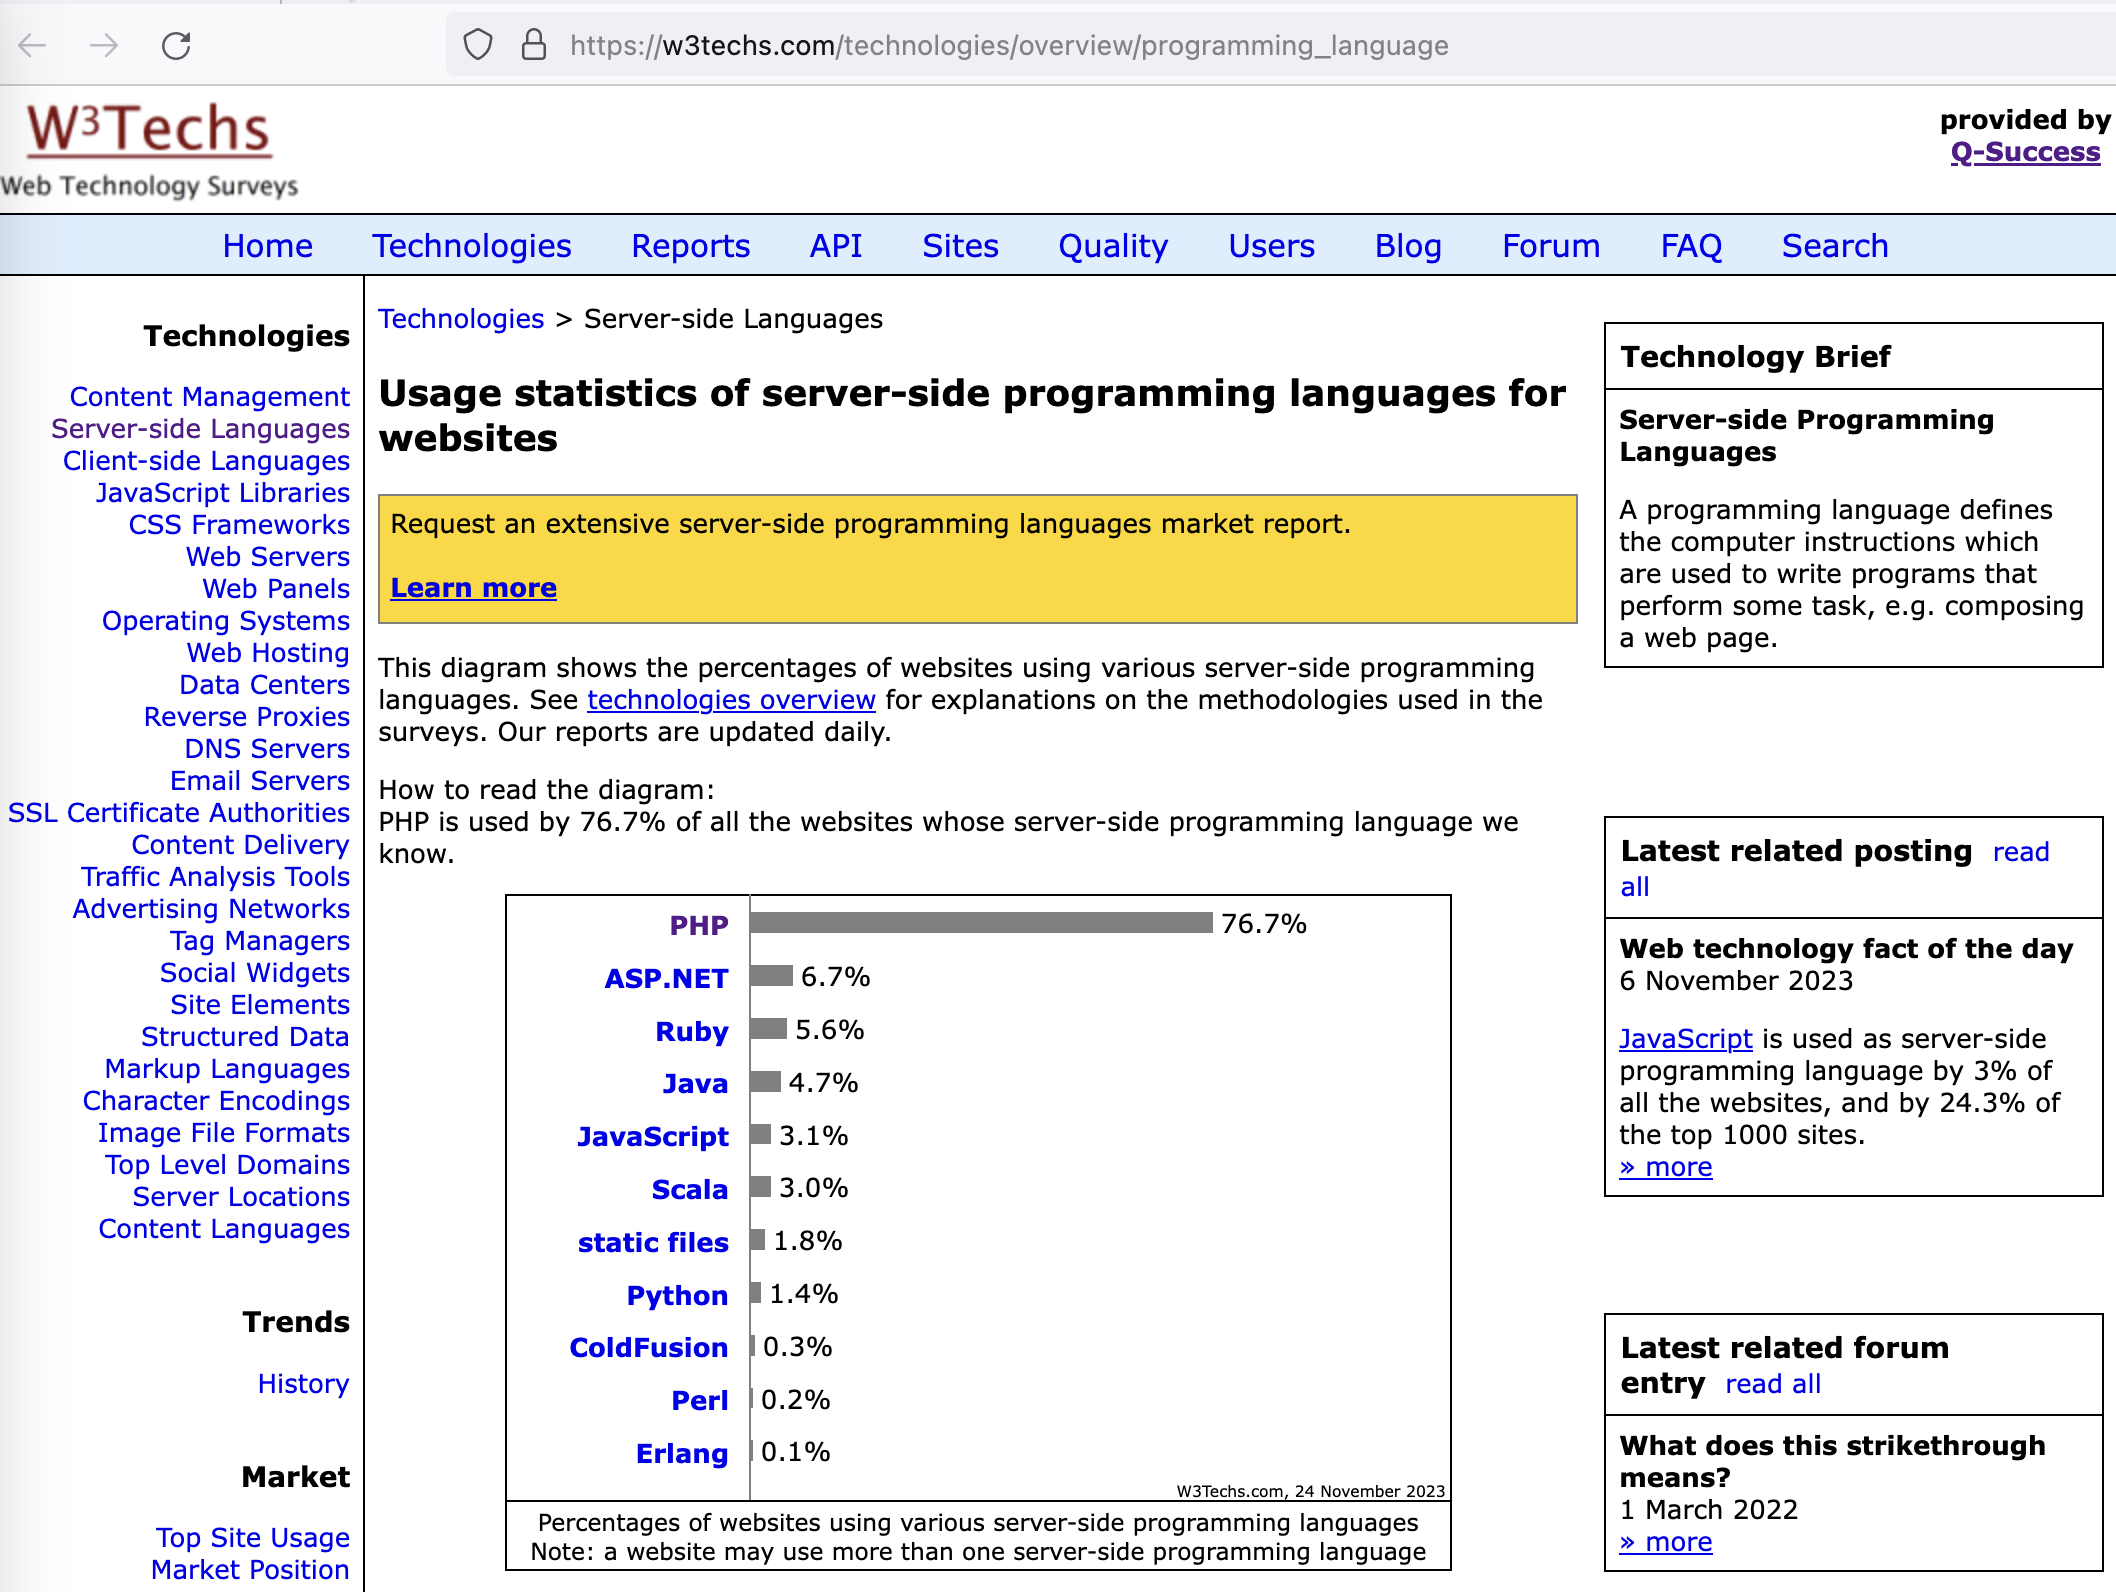 https://w3techs.com/technologies/overview/programming_language
W³Techs
Web Technology Surveys
provided by
Q-Success
Home Technologies Reports API Sites Quality Users Blog Forum FAQ Search
Technologies
Content Management
Server-side Languages
Client-side Languages
JavaScript Libraries
CSS Frameworks
Web Servers
Web Panels
Operating Systems
Web Hosting
Data Centers
Reverse Proxies
DNS Servers
Email Servers
SSL Certificate Authorities
Content Delivery
Traffic Analysis Tools
Advertising Networks
Tag Managers
Social Widgets
Site Elements
Structured Data
Markup Languages
Character Encodings
Image File Formats
Top Level Domains
Server Locations
Content Languages
Trends
History
Market
Top Site Usage
Market Position
Technologies > Server-side Languages
Usage statistics of server-side programming languages for
websites
Request an extensive server-side programming languages market report.
Learn more
This diagram shows the percentages of websites using various server-side programming
languages. See technologies overview for explanations on the methodologies used in the
surveys. Our reports are updated daily.
How to read the diagram:
PHP is used by 76.7% of all the websites whose server-side programming language we
know.
PHP 76.7%
ASP.NET 6.7%
Ruby 5.6%
Java 4.7%
JavaScript 3.1%
Scala 3.0%
static files 1.8%
Python 1.4%
ColdFusion 0.3%
Perl 0.2%
Erlang 0.1%
W3Techs.com, 24 November 2023
Percentages of websites using various server-side programming languages
Note: a website may use more than one server-side programming language
Technology Brief
Server-side Programming
Languages
A programming language defines
the computer instructions which
are used to write programs that
perform some task, e.g. composing
a web page.
Latest related posting read
all
Web technology fact of the day
6 November 2023
JavaScript is used as server-side
programming language by 3% of
all the websites, and by 24.3% of
the top 1000 sites.
» more
Latest related forum
entry read all
What does this strikethrough
means?
1 March 2022
» more